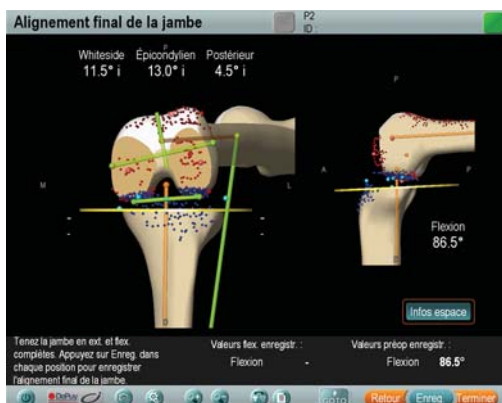 Alignement final de la jambe
P2
ID :
Whiteside Épicondylien Postérieur
11.5° i 13.0° i 4.5° i
P
P
M
L
A
P
Flexion
86.5°
Infos espace
Tenez la jambe en ext. et flex.
complètes. Appuyez sur Enreg. dans
chaque position pour enregistrer
l'alignement final de la jambe.
Valeurs flex. enregistr. :
Flexion -
Valeurs préop enregistr. :
Flexion 86.5°
DePuy
GOTO
Retour
Enreg
Terminer